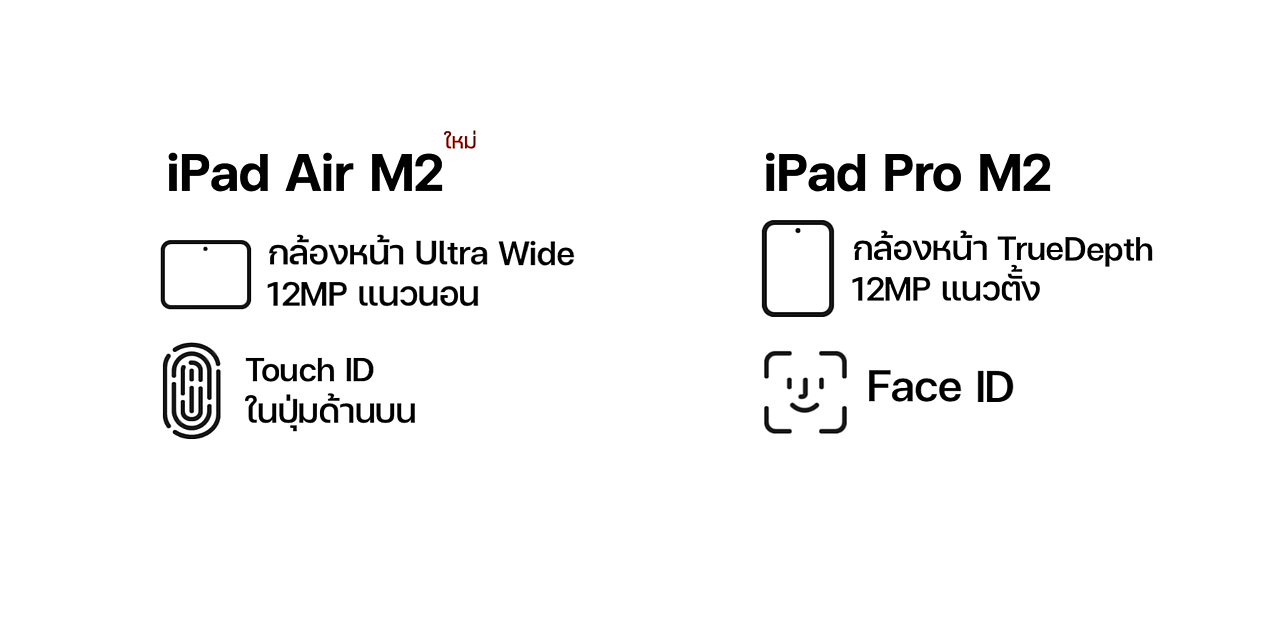 iPad Air M2 ใหม่
กล้องหน้า Ultra Wide
12MP แนวนอน
Touch ID
ในปุ่มด้านบน
iPad Pro M2
กล้องหน้า TrueDepth
12MP แนวตั้ง
Face ID